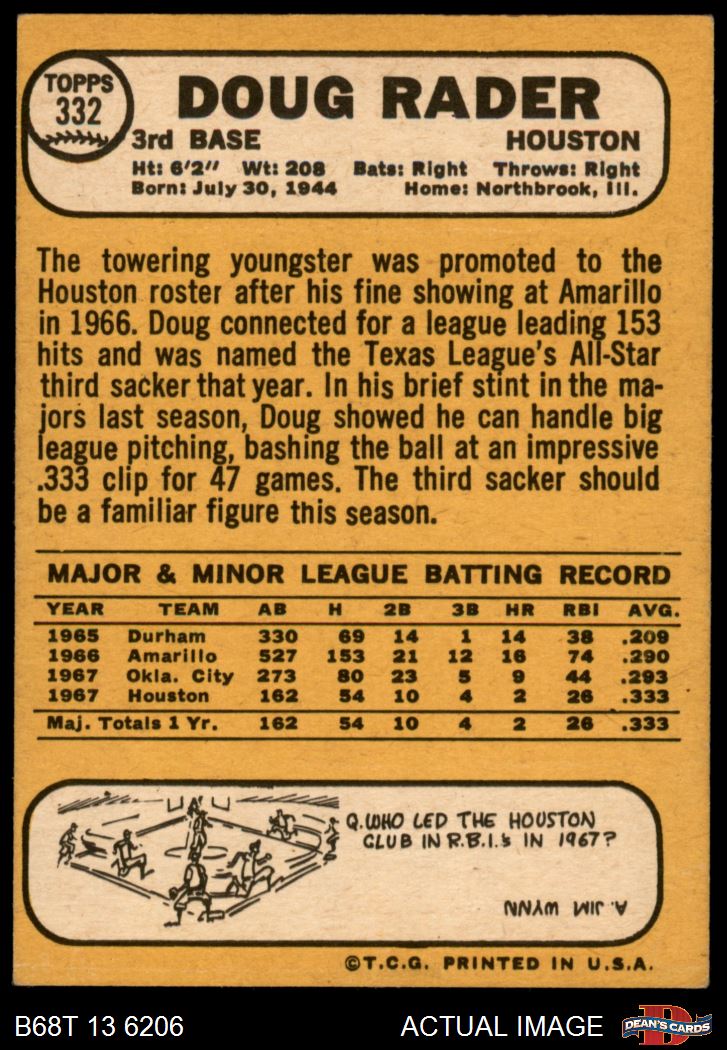 TOPPS
332
DOUG RADER
3rd BASE HOUSTON
Ht: 6'2" Wt: 208 Bats: Right Throws: Right
Born: July 30, 1944 Home: Northbrook, Ill.
The towering youngster was promoted to the
Houston roster after his fine showing at Amarillo
in 1966. Doug connected for a league leading 153
hits and was named the Texas League's All-Star
third sacker that year. In his brief stint in the ma-
jors last season, Doug showed he can handle big
league pitching, bashing the ball at an impressive
.333 clip for 47 games. The third sacker should
be a familiar figure this season.
MAJOR & MINOR LEAGUE BATTING RECORD
YEAR TEAM AB H 2B 3B HR RBI AVG.
1965 Durham 330 69 14 1 14 38 .209
1966 Amarillo 527 153 21 12 16 74 .290
1967 Okla. City 273 80 23 5 9 44 .293
1967 Houston 162 54 10 4 2 26 .333
Maj. Totals 1 Yr. 162 54 10 4 2 26 .333
Q. WHO LED THE HOUSTON
CLUB IN R.B.I.s IN 1967?
A. JIM WYNN
©T.C.G. PRINTED IN U.S.A.
B68T 13 6206 ACTUAL IMAGE D DEAN'S CARDS